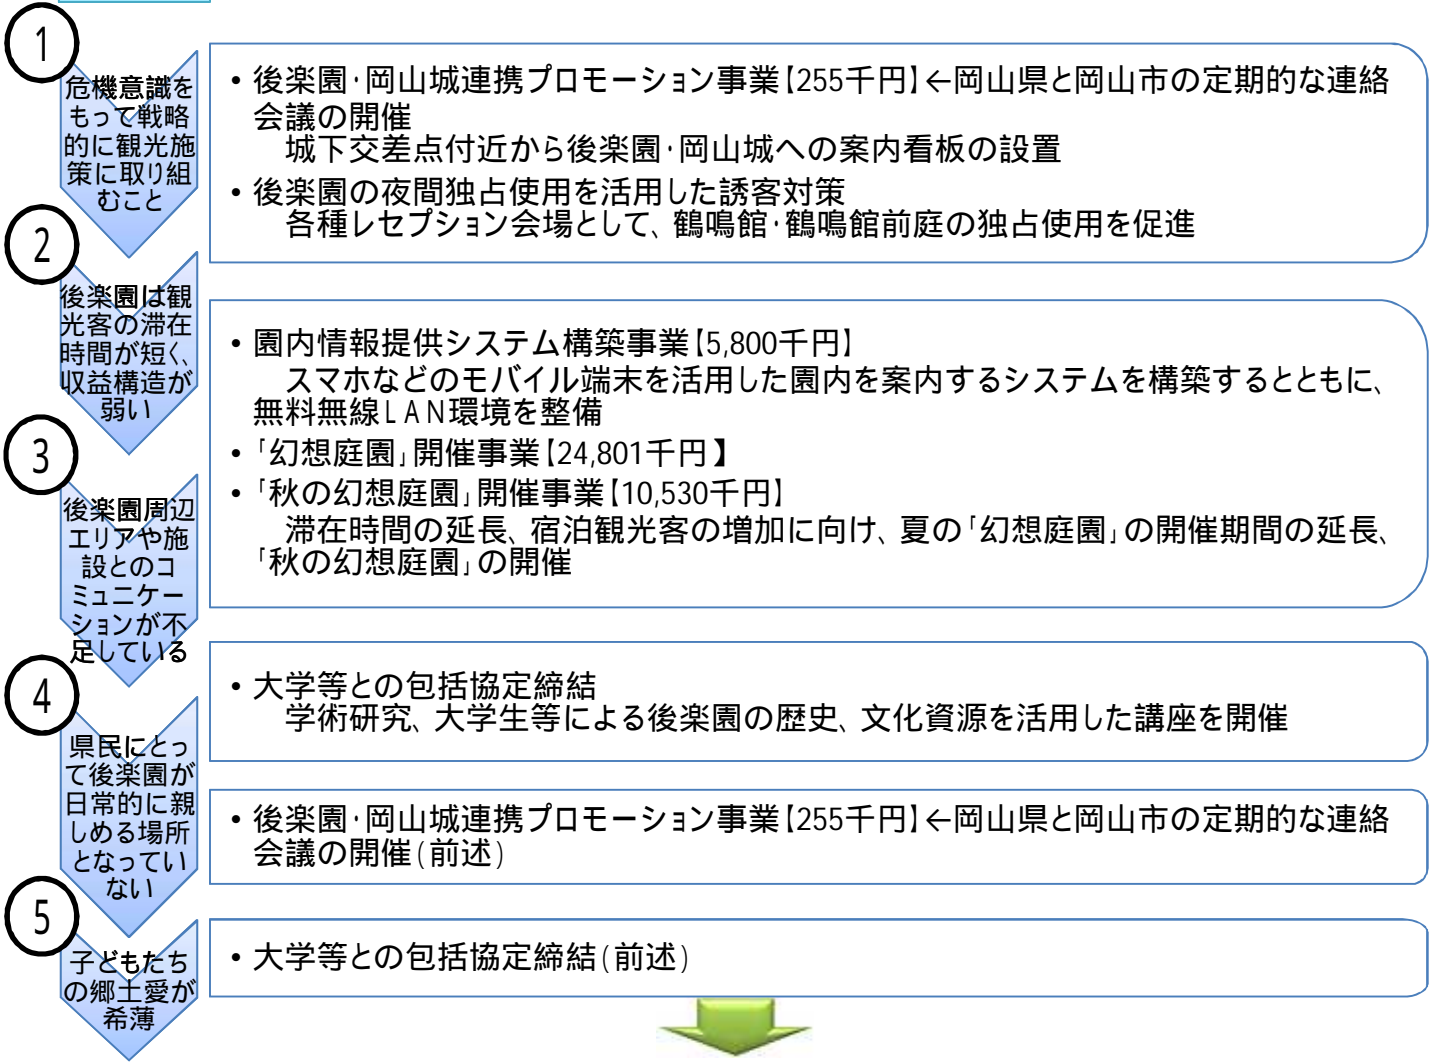 1
危機意識を
もって戦略
的に観光施
策に取り組
むこと
・後楽園・岡山城連携プロモーション事業【255千円】←岡山県と岡山市の定期的な連絡
会議の開催
城下交差点付近から後楽園・岡山城への案内看板の設置
・後楽園の夜間独占使用を活用した誘客対策
各種レセプション会場として、鶴鳴館・鶴鳴館前庭の独占使用を促進
2
後楽園は観
光客の滞在
時間が短く、
収益構造が
弱い
・園内情報提供システム構築事業【5,800千円】
スマホなどのモバイル端末を活用した園内を案内するシステムを構築するとともに、
無料無線LAN環境を整備
・「幻想庭園」開催事業【24,801千円】
・「秋の幻想庭園」開催事業【10,530千円】
滞在時間の延長、宿泊観光客の増加に向け、夏の「幻想庭園」の開催期間の延長、
「秋の幻想庭園」の開催
3
後楽園周辺
エリアや施
設とのコ
ミュニケー
ションが不
足している
・大学等との包括協定締結
学術研究、大学生等による後楽園の歴史、文化資源を活用した講座を開催
4
県民にとっ
て後楽園が
日常的に親
しめる場所
となってい
ない
・後楽園・岡山城連携プロモーション事業【255千円】←岡山県と岡山市の定期的な連絡
会議の開催(前述)
5
子どもたち
の郷土愛が
希薄
・大学等との包括協定締結(前述)